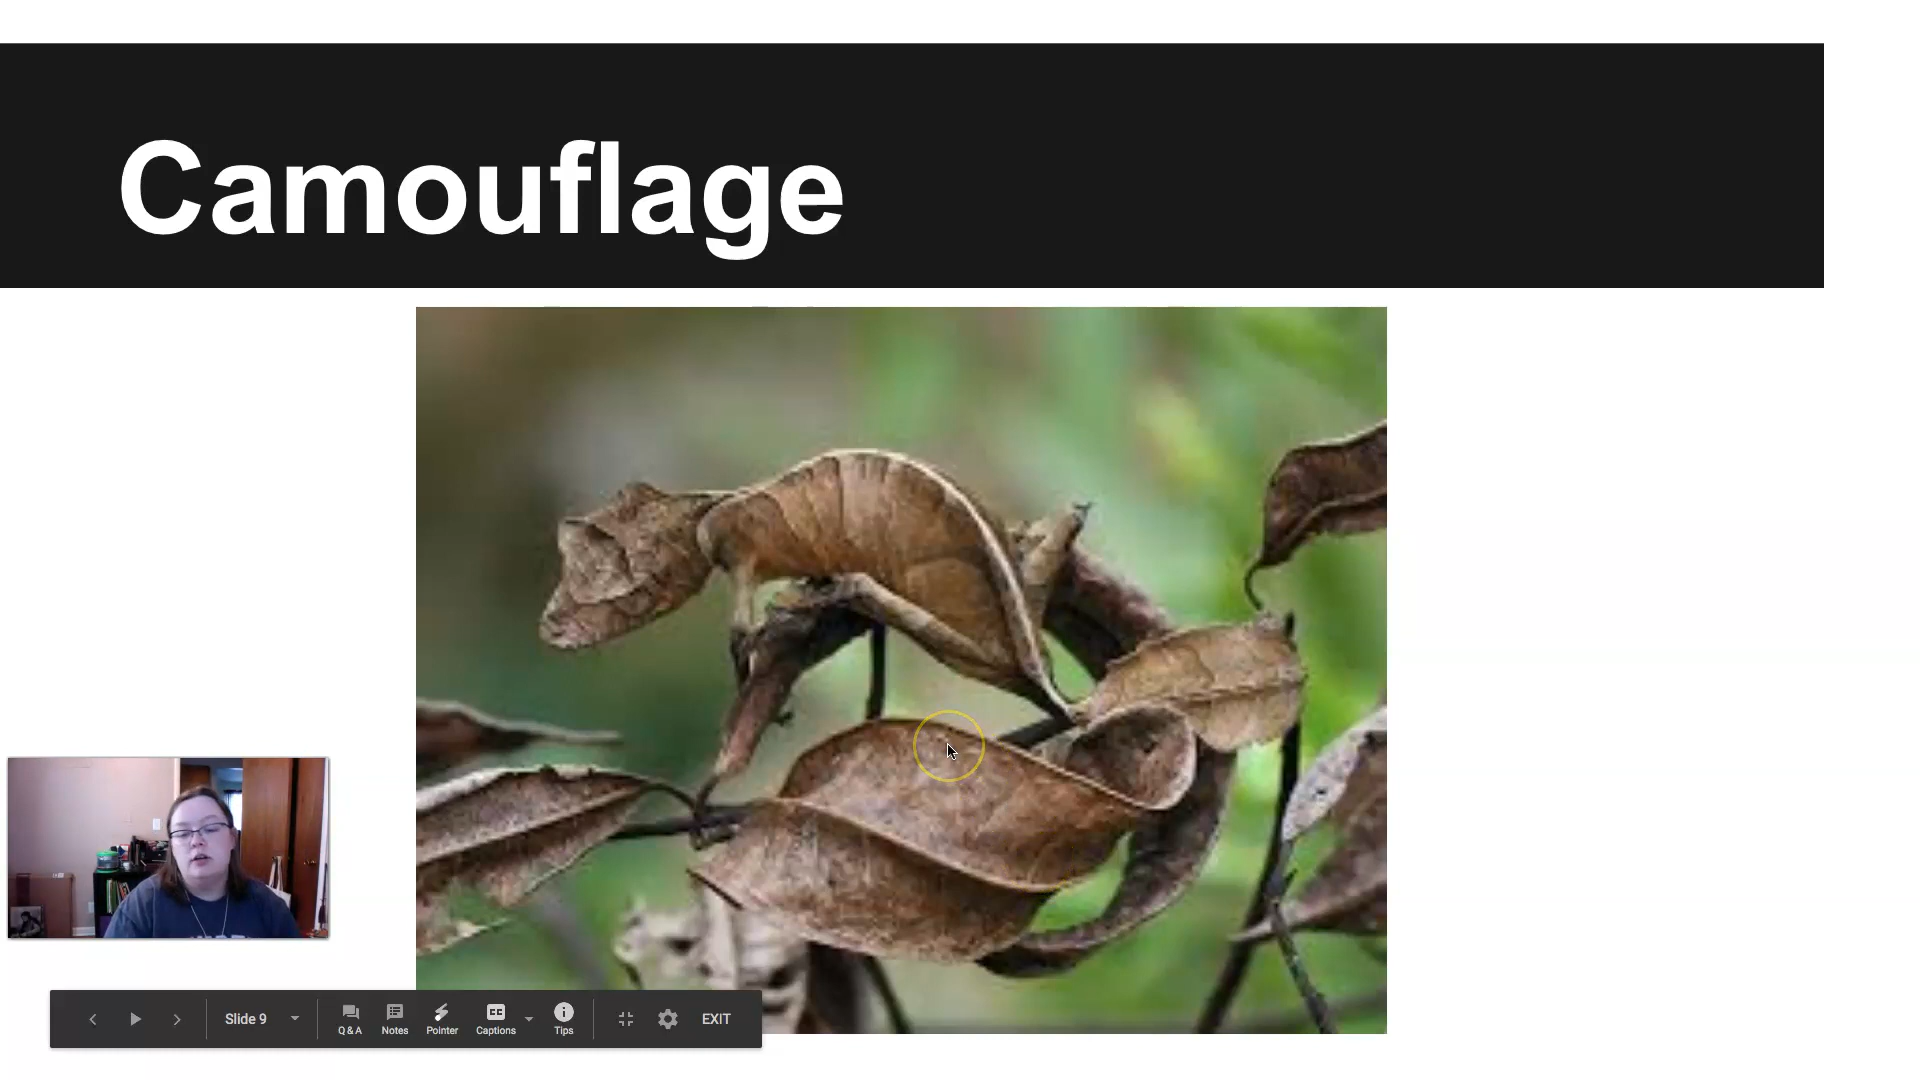 Camouflage
Slide 9
Q & A
Notes
Pointer
Captions
Tips
EXIT